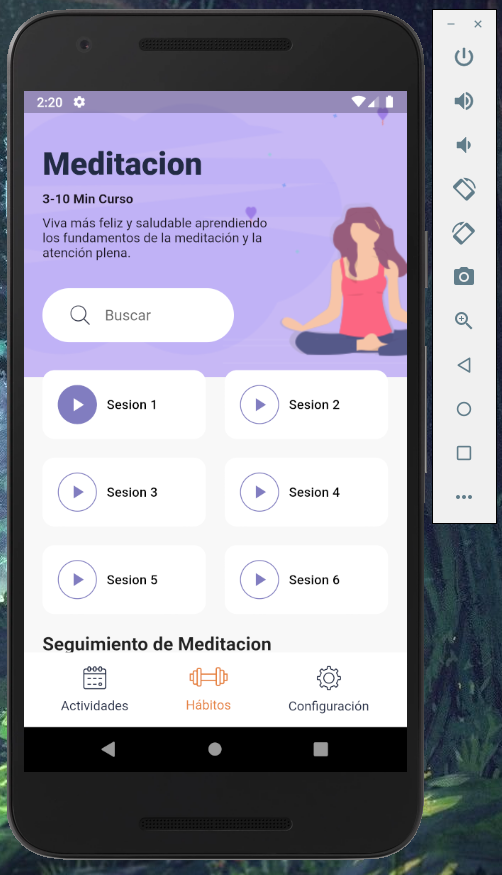 2:20
Meditacion
3-10 Min Curso
Viva más feliz y saludable aprendiendo
los fundamentos de la meditación y la
atención plena.
Buscar
Sesion 1
Sesion 2
Sesion 3
Sesion 4
Sesion 5
Sesion 6
Seguimiento de Meditacion
Actividades
Hábitos
Configuración